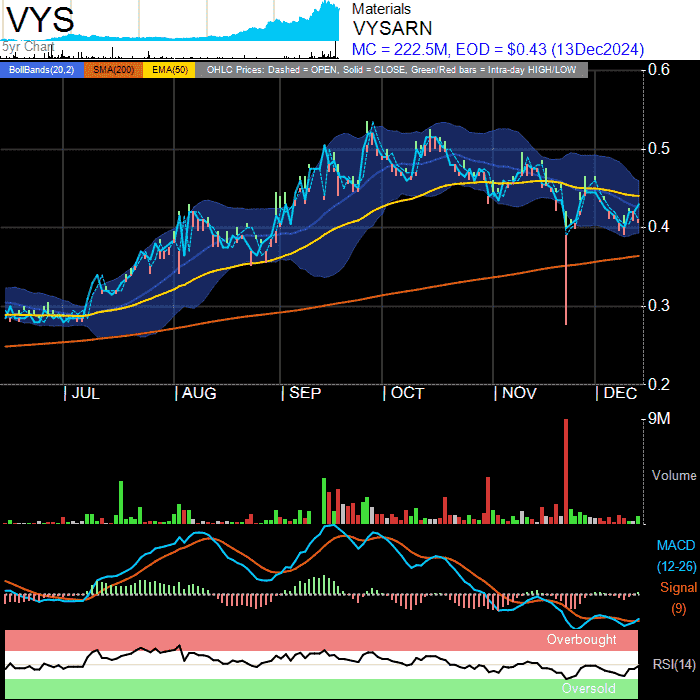 VYS
5yr Chart
Materials
VYSARN
MC = 222.5M, EOD = $0.43 (13Dec2024)
BollBands(20,2) SMA(200) EMA(50) OHLC Prices: Dashed = OPEN, Solid = CLOSE, Green/Red bars = Intra-day HIGH/LOW
0.6
0.5
0.4
0.3
0.2
JUL AUG SEP OCT NOV DEC
9M
Volume
MACD
(12-26)
Signal
(9)
Overbought
RSI(14)
Oversold